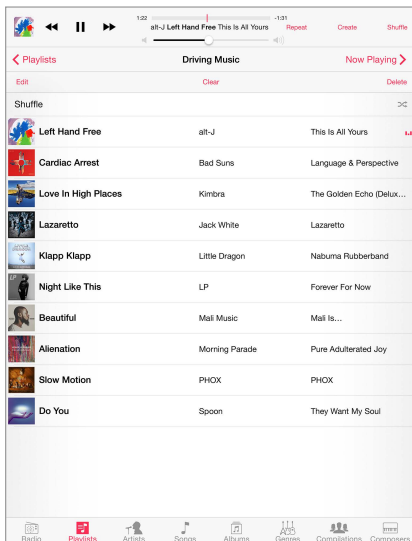 1:22 -1:31
alt-J Left Hand Free This Is All Yours Repeat Create Shuffle
Playlists Driving Music Now Playing
Edit Clear Delete
Shuffle
Left Hand Free alt-J This Is All Yours
Cardiac Arrest Bad Suns Language & Perspective
Love In High Places Kimbra The Golden Echo (Delux...
Lazaretto Jack White Lazaretto
Klapp Klapp Little Dragon Nabuma Rubberband
LP
Night Like This LP Forever For Now
Beautiful Mali Music Mali Is...
Alienation Morning Parade Pure Adulterated Joy
Slow Motion PHOX PHOX
Do You Spoon They Want My Soul
Radio Playlists Artists Songs Albums Genres Compilations Composers